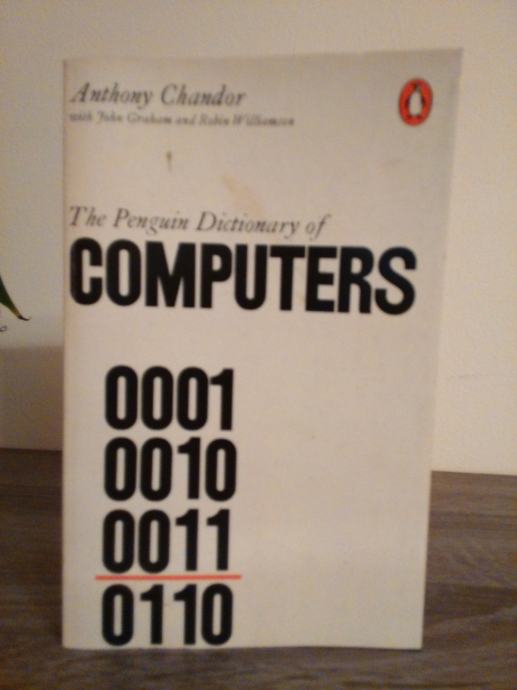 Anthony Chandor
with John Graham and Robin Williamson
The Penguin Dictionary of
COMPUTERS
0001
0010
0011
0110